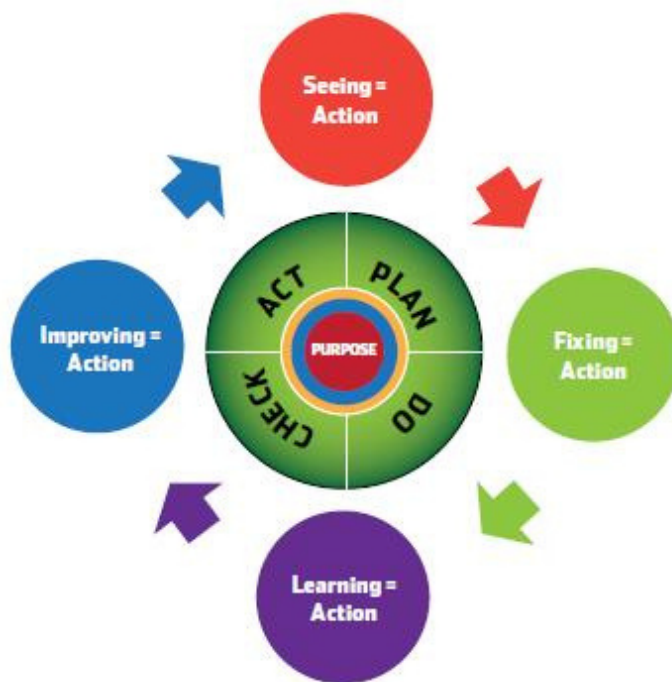 Seeing =
Action
ACT
PLAN
Improving =
Action
PURPOSE
Fixing =
Action
CHECK
DO
Learning =
Action